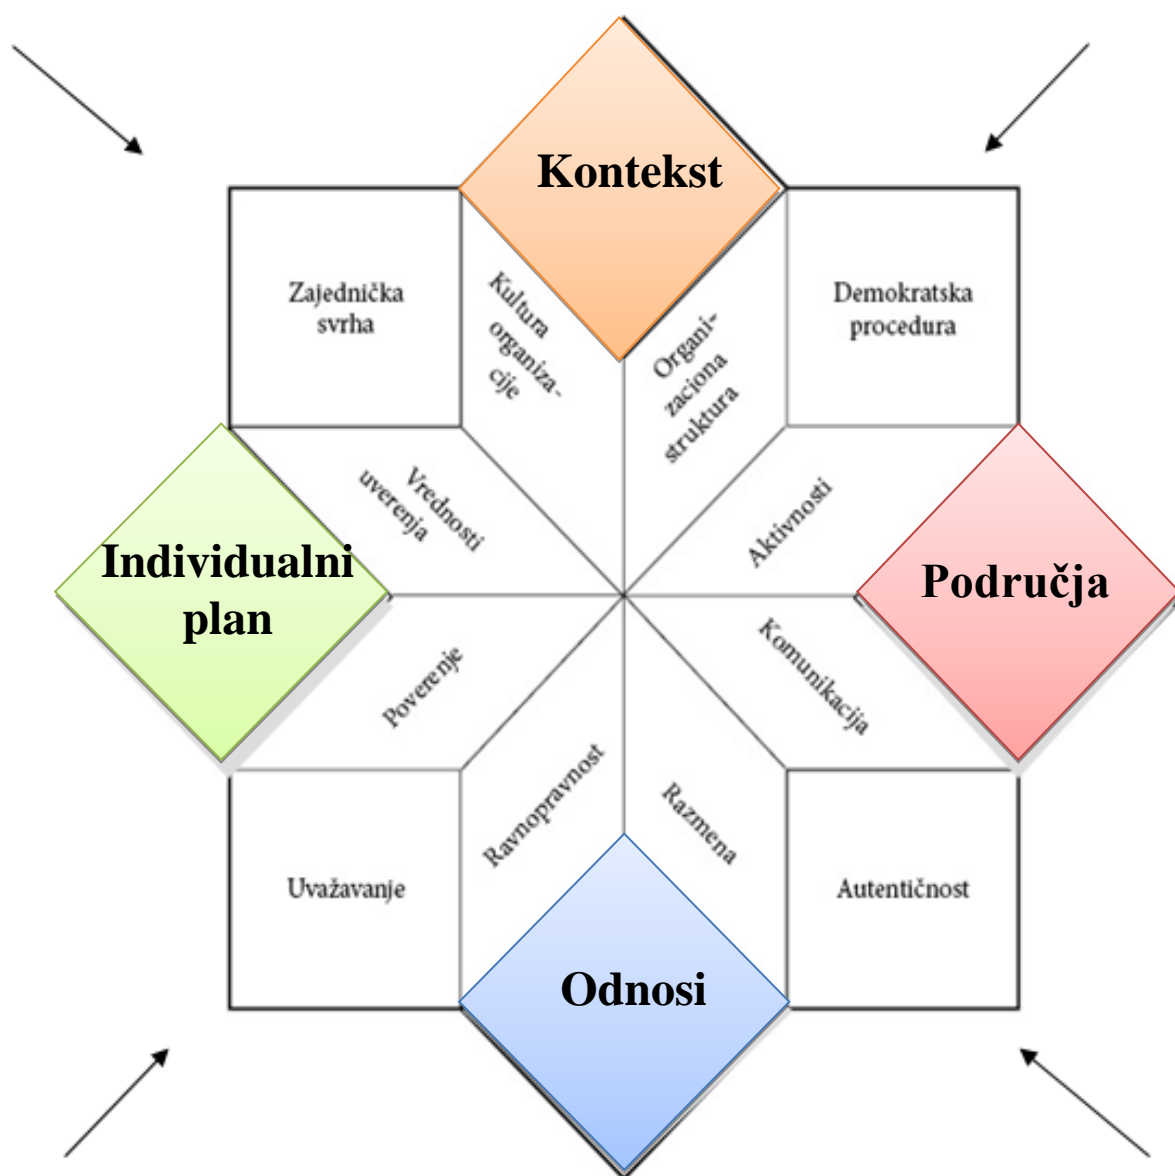 Kontekst
Zajednička
svrha
Kultura
organiza-
cije
Organi-
zaciona
struktura
Demokratska
procedura
Vrednosti
uverenja
Aktivnosti
Individualni
plan
Područja
Poverenje
Komunikacija
Ravnopravnost
Razmena
Uvažavanje
Autentičnost
Odnosi